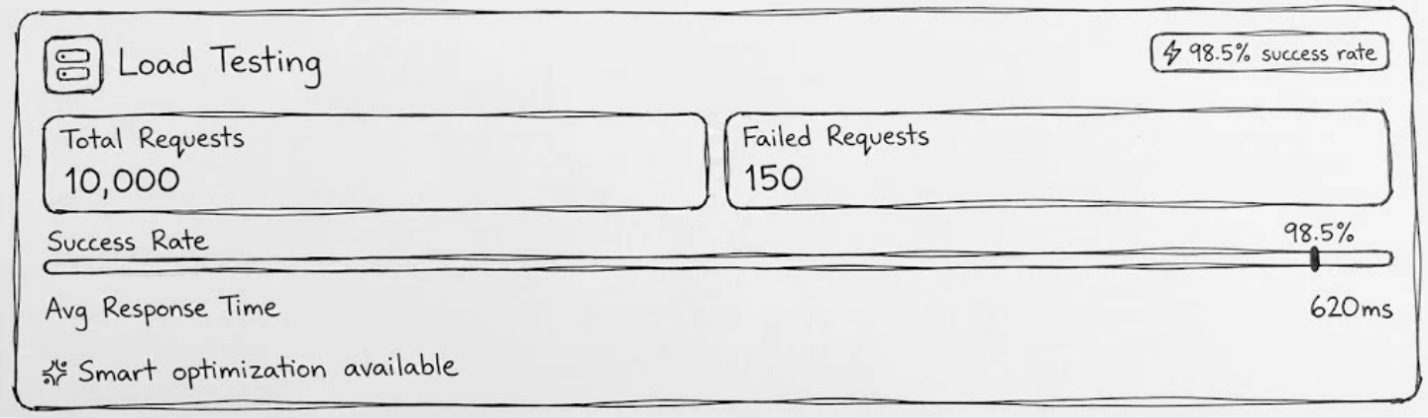 Load Testing
98.5% success rate
Total Requests
10,000
Failed Requests
150
Success Rate
98.5%
Avg Response Time
620ms
Smart optimization available